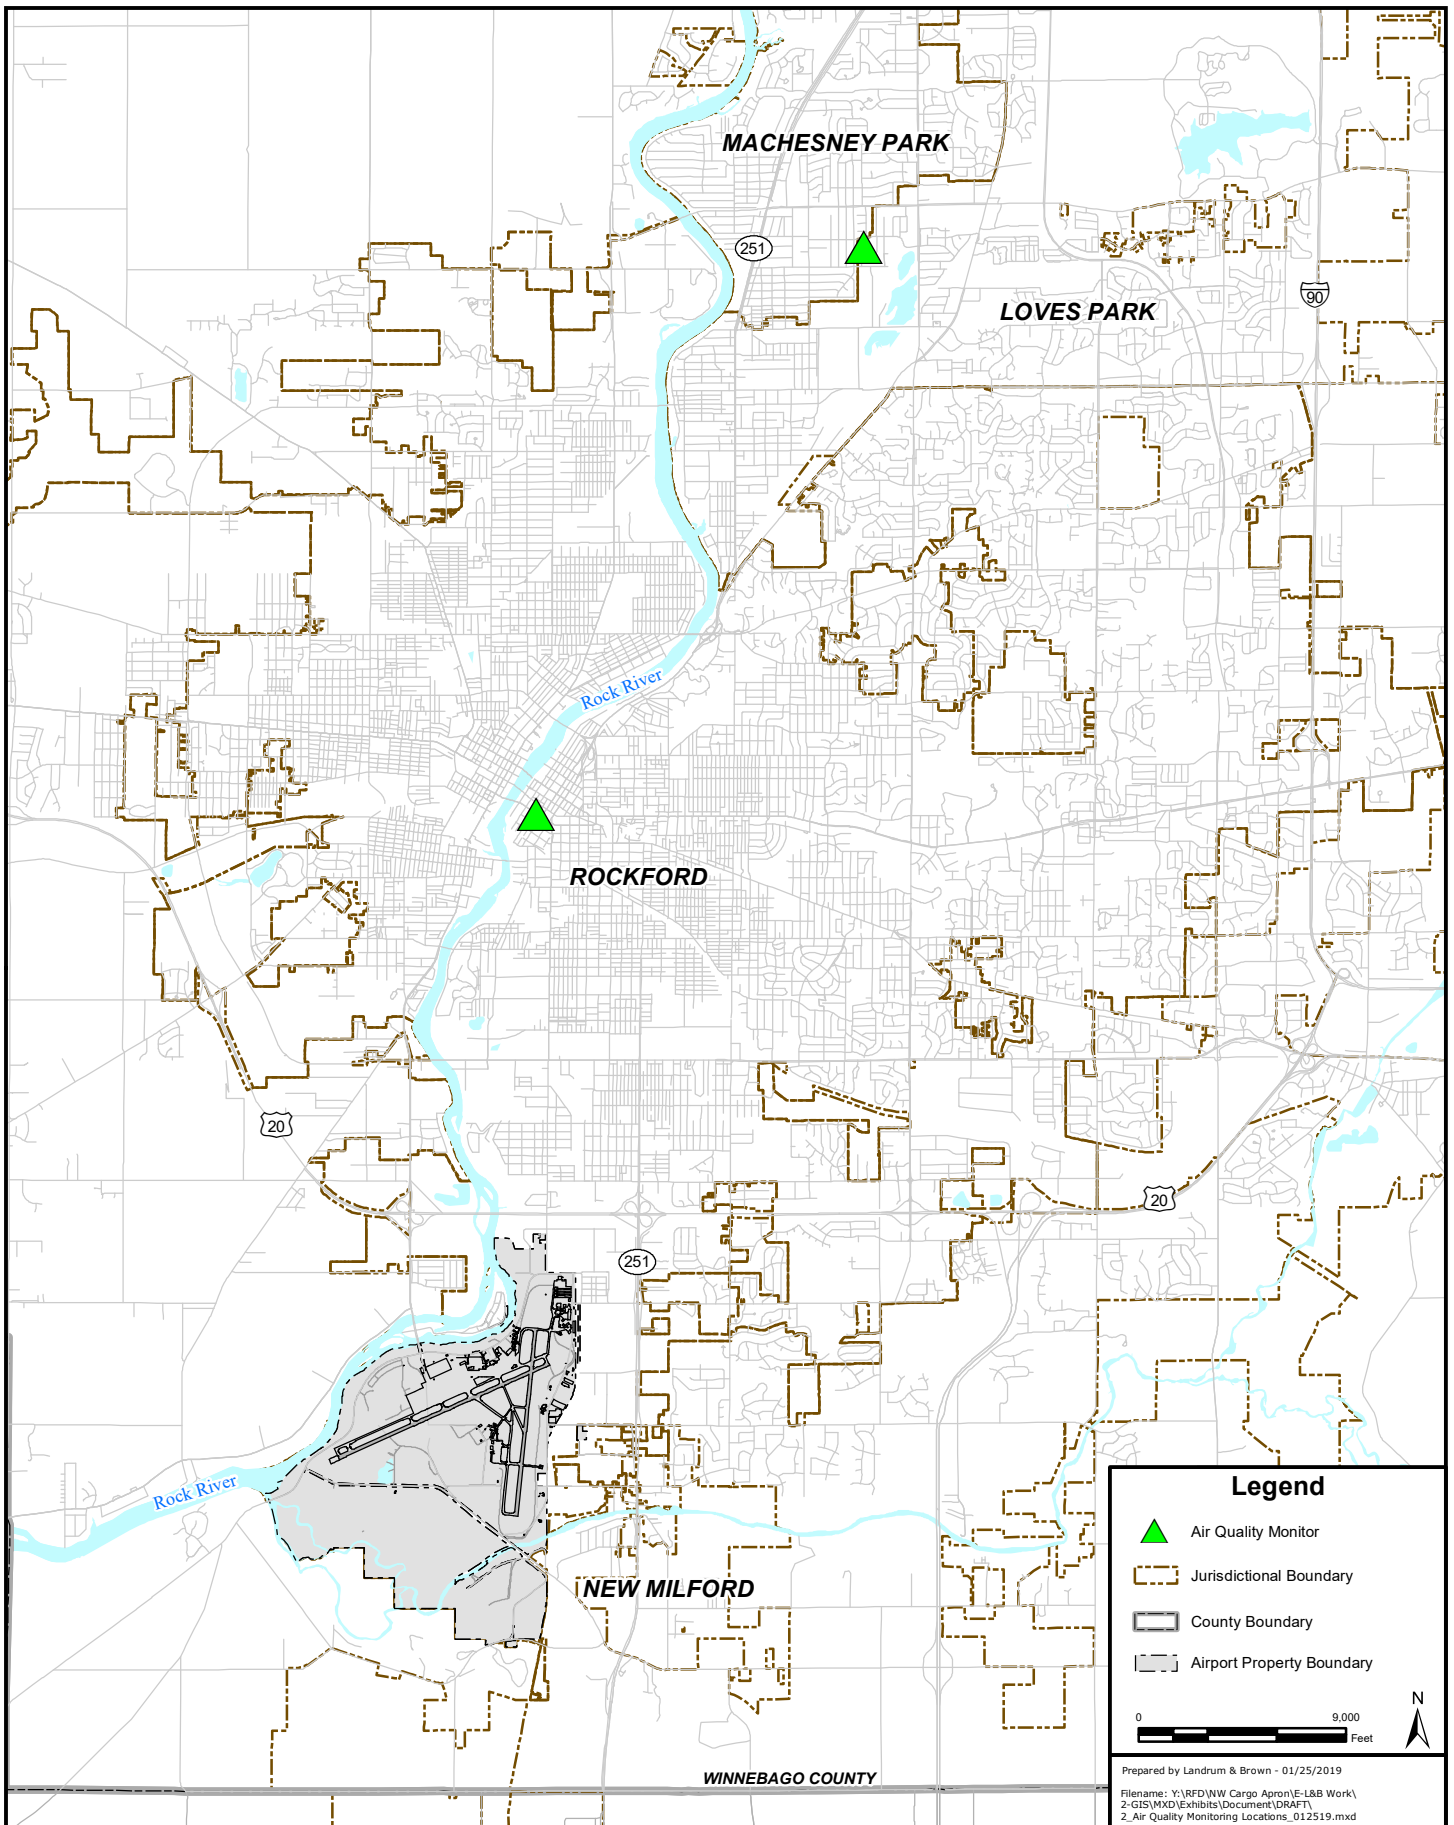 MACHESNEY PARK
251
90
LOVES PARK
Rock River
ROCKFORD
20
20
251
Rock River
NEW MILFORD
WINNEBAGO COUNTY
Legend
Air Quality Monitor
Jurisdictional Boundary
County Boundary
Airport Property Boundary
N
0 9,000
Feet
Prepared by Landrum & Brown - 01/25/2019
Filename: Y:\RFD\NW Cargo Apron\E-L&B Work\
2-GIS\MXD\Exhibits\Document\DRAFT\
2_Air Quality Monitoring Locations_012519.mxd